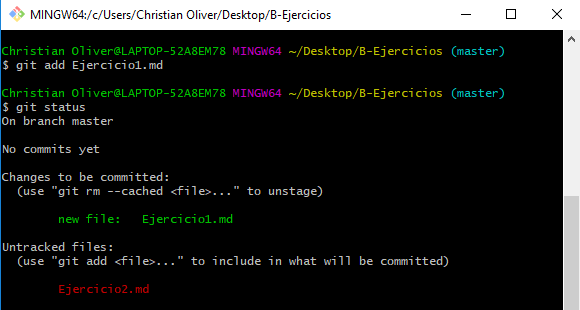 MINGW64:/c/Users/Christian Oliver/Desktop/B-Ejercicios
Christian Oliver@LAPTOP-52A8EM78 MINGW64 ~/Desktop/B-Ejercicios (master)
$ git add Ejercicio1.md
Christian Oliver@LAPTOP-52A8EM78 MINGW64 ~/Desktop/B-Ejercicios (master)
$ git status
On branch master
No commits yet
Changes to be committed:
  (use "git rm --cached <file>..." to unstage)
        new file:   Ejercicio1.md
Untracked files:
  (use "git add <file>..." to include in what will be committed)
        Ejercicio2.md